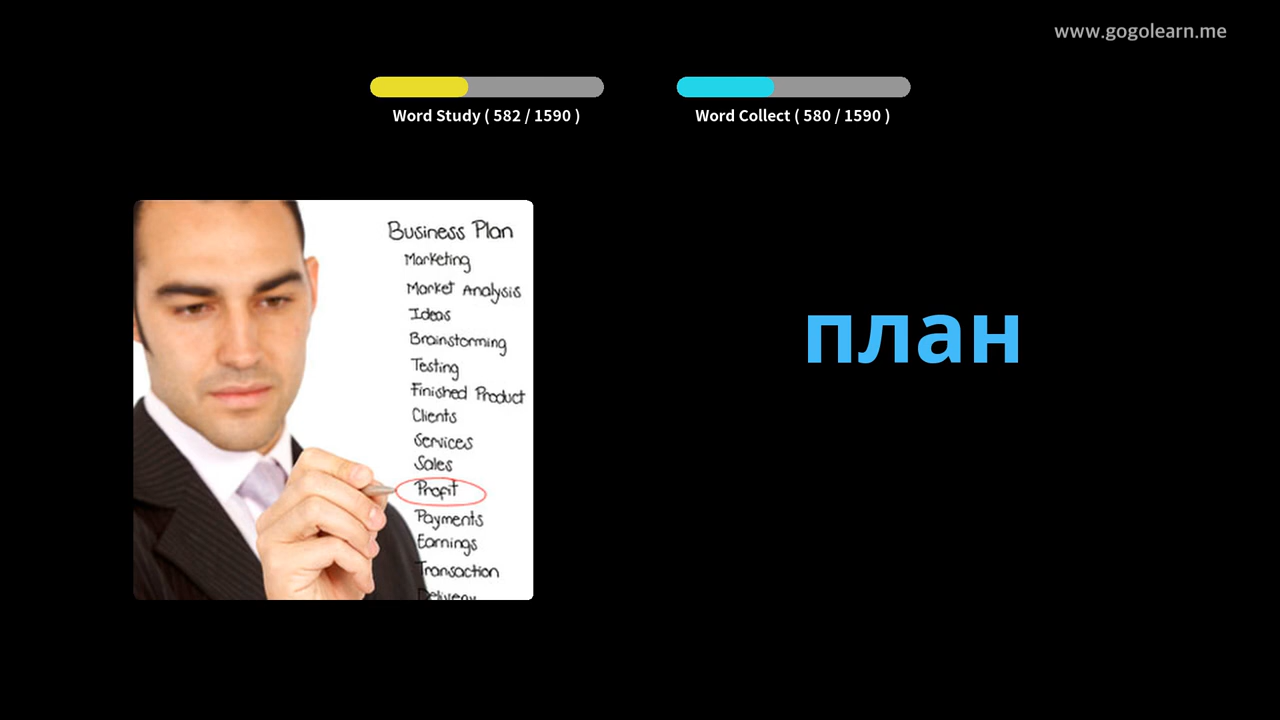 www.gogolearn.me
Word Study ( 582 / 1590 )
Word Collect ( 580 / 1590 )
Business Plan
Marketing
Market Analysis
Ideas
Brainstorming
Testing
Finished Product
Clients
Services
Sales
Profit
Payments
Earnings
Transaction
Delivery
план